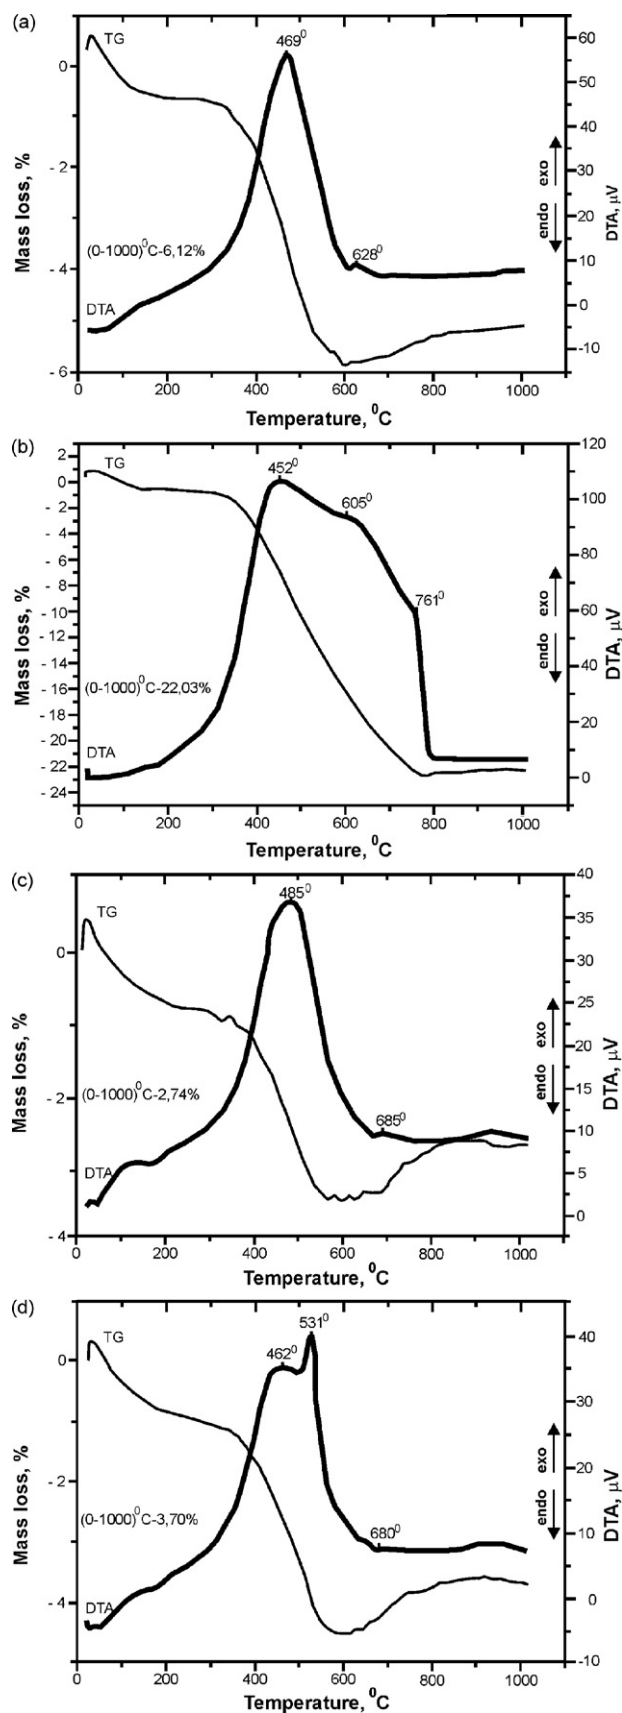 (a)
TG
469⁰
628⁰
(0-1000)⁰C-6,12%
DTA
Mass loss, %
0
- 2
- 4
- 6
60
50
40
30
20
10
0
-10
endo exo
DTA, μV
0 200 400 600 800 1000
Temperature, ⁰C
(b)
TG
452⁰
605⁰
761⁰
(0-1000)⁰C-22,03%
DTA
Mass loss, %
2
0
- 2
- 4
- 6
- 8
- 10
- 12
- 14
- 16
- 18
- 20
- 22
- 24
120
100
80
60
40
20
0
endo exo
DTA, μV
0 200 400 600 800 1000
Temperature, ⁰C
(c)
TG
485⁰
685⁰
(0-1000)⁰C-2,74%
DTA
Mass loss, %
0
- 2
- 4
40
35
30
25
20
15
10
5
0
endo exo
DTA, μV
0 200 400 600 800 1000
Temperature, ⁰C
(d)
TG
462⁰
531⁰
680⁰
(0-1000)⁰C-3,70%
DTA
Mass loss, %
0
- 2
- 4
40
30
20
10
0
-10
endo exo
DTA, μV
0 200 400 600 800 1000
Temperature, ⁰C